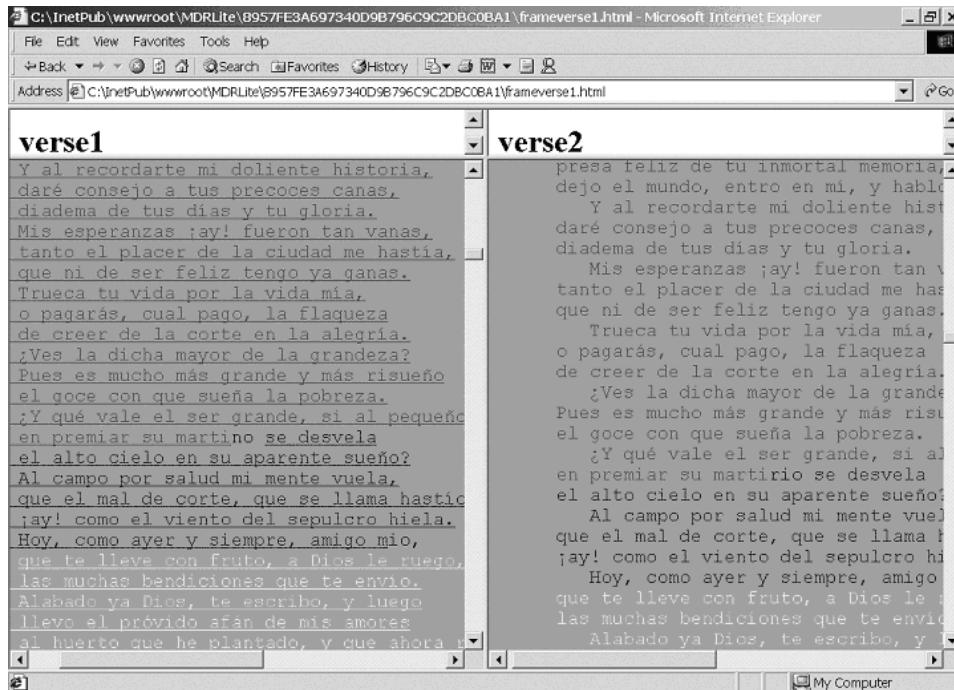 C:\InetPub\wwwroot\MDRLite\8957FE3A697340D9B796C9C2DBC0BA1\frameverse1.html - Microsoft Internet Explorer
File Edit View Favorites Tools Help
Back Search Favorites History
Address C:\InetPub\wwwroot\MDRLite\8957FE3A697340D9B796C9C2DBC0BA1\frameverse1.html Go
verse1
Y al recordarte mi doliente historia,
daré consejo a tus precoces canas,
diadema de tus días y tu gloria.
Mis esperanzas ¡ay! fueron tan vanas,
tanto el placer de la ciudad me hastía,
que ni de ser feliz tengo ya ganas.
Trueca tu vida por la vida mía,
o pagarás, cual pago, la flaqueza
de creer de la corte en la alegría.
¿Ves la dicha mayor de la grandeza?
Pues es mucho más grande y más risueño
el goce con que sueña la pobreza.
¿Y qué vale el ser grande, si al pequeño
en premiar su martino se desvela
el alto cielo en su aparente sueño?
Al campo por salud mi mente vuela,
que el mal de corte, que se llama hastío
¡ay! como el viento del sepulcro hiela.
Hoy, como ayer y siempre, amigo mio,
que te lleve con fruto, a Dios le ruego,
las muchas bendiciones que te envio.
Alabado ya Dios, te escribo, y luego
llevo el próvido afán de mis amores
al huerto que he plantado, y que ahora
verse2
presa feliz de tu inmortal memoria,
dejo el mundo, entro en mí, y hablo
Y al recordarte mi doliente hist
daré consejo a tus precoces canas,
diadema de tus días y tu gloria.
Mis esperanzas ¡ay! fueron tan v
tanto el placer de la ciudad me has
que ni de ser feliz tengo ya ganas.
Trueca tu vida por la vida mía,
o pagarás, cual pago, la flaqueza
de creer de la corte en la alegría.
¿Ves la dicha mayor de la grande
Pues es mucho más grande y más risu
el goce con que sueña la pobreza.
¿Y qué vale el ser grande, si al
en premiar su martirio se desvela
el alto cielo en su aparente sueño?
Al campo por salud mi mente vuel
que el mal de corte, que se llama h
¡ay! como el viento del sepulcro hi
Hoy, como ayer y siempre, amigo
que te lleve con fruto, a Dios le
las muchas bendiciones que te envío
Alabado ya Dios, te escribo, y l
My Computer